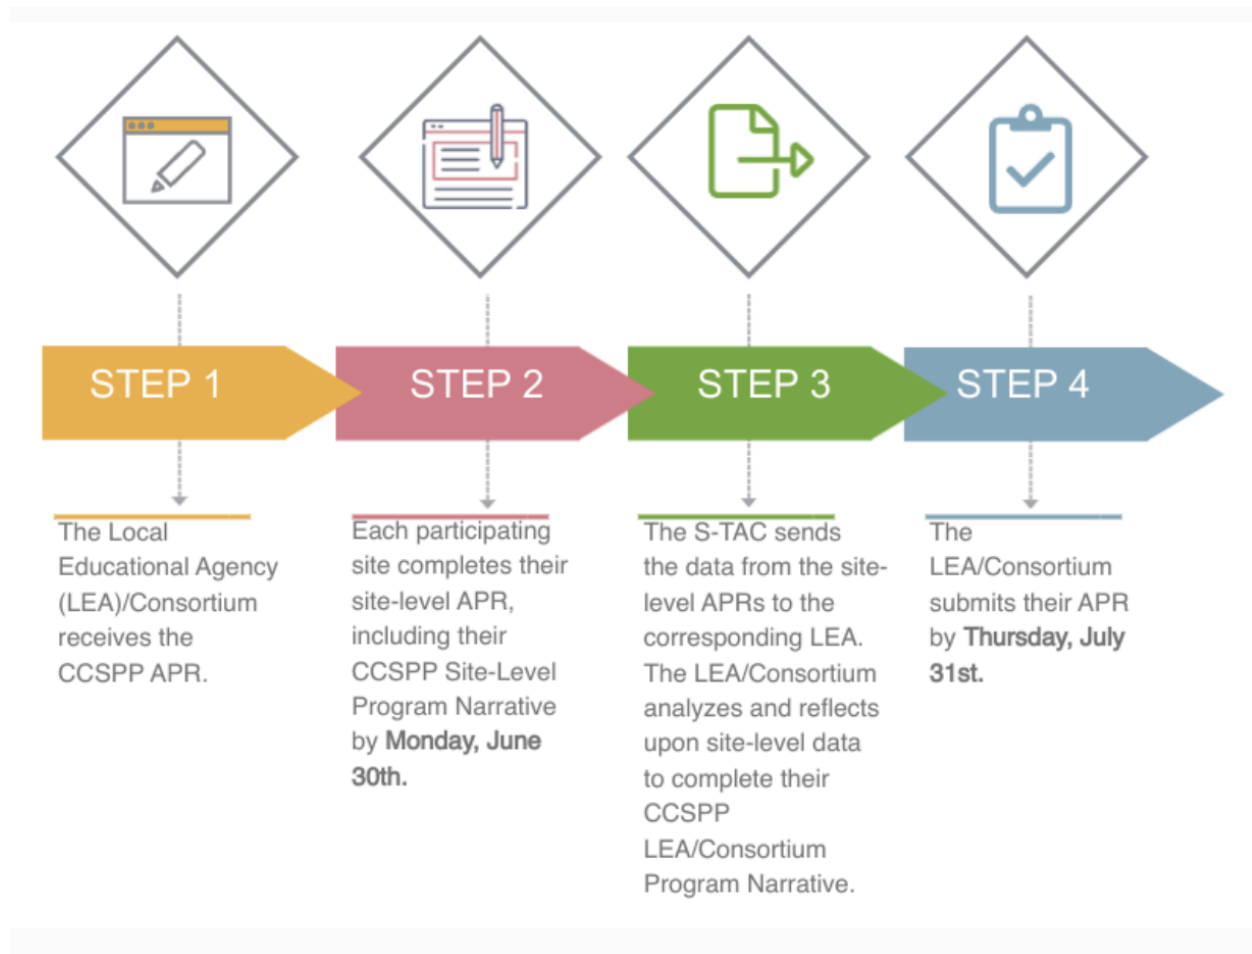 STEP 1
STEP 2
STEP 3
STEP 4
The Local
Educational Agency
(LEA)/Consortium
receives the
CCSPP APR.
Each participating
site completes their
site-level APR,
including their
CCSPP Site-Level
Program Narrative
by Monday, June
30th.
The S-TAC sends
the data from the site-
level APRs to the
corresponding LEA.
The LEA/Consortium
analyzes and reflects
upon site-level data
to complete their
CCSPP
LEA/Consortium
Program Narrative.
The
LEA/Consortium
submits their APR
by Thursday, July
31st.